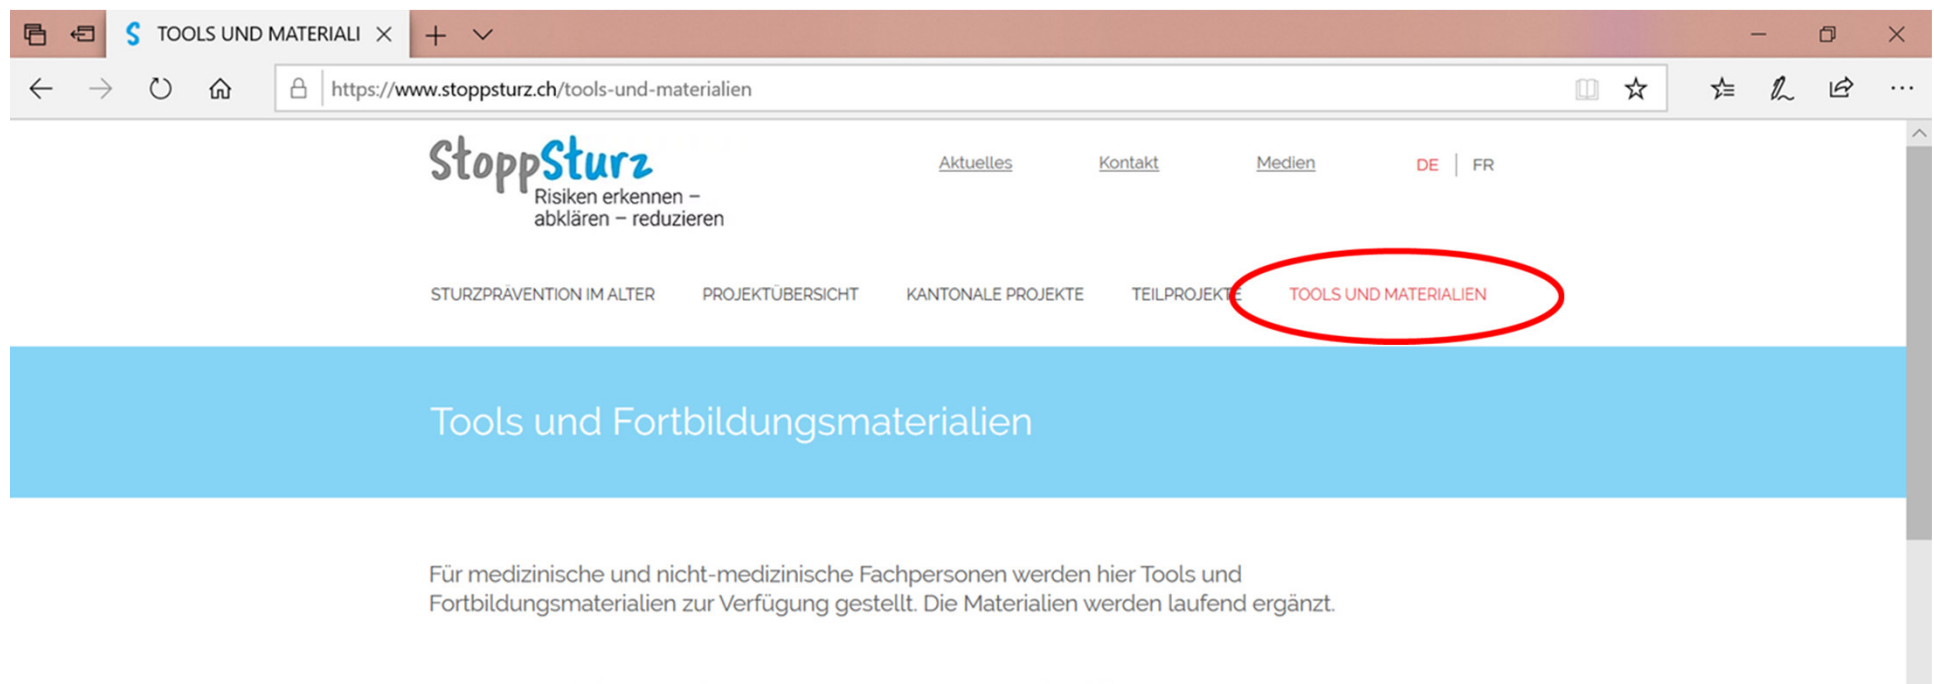 TOOLS UND MATERIALI
https://www.stoppsturz.ch/tools-und-materialien
StoppSturz
Risiken erkennen –
abklären – reduzieren
Aktuelles Kontakt Medien DE | FR
STURZPRÄVENTION IM ALTER PROJEKTÜBERSICHT KANTONALE PROJEKTE TEILPROJEKTE TOOLS UND MATERIALIEN
Tools und Fortbildungsmaterialien
Für medizinische und nicht-medizinische Fachpersonen werden hier Tools und
Fortbildungsmaterialien zur Verfügung gestellt. Die Materialien werden laufend ergänzt.